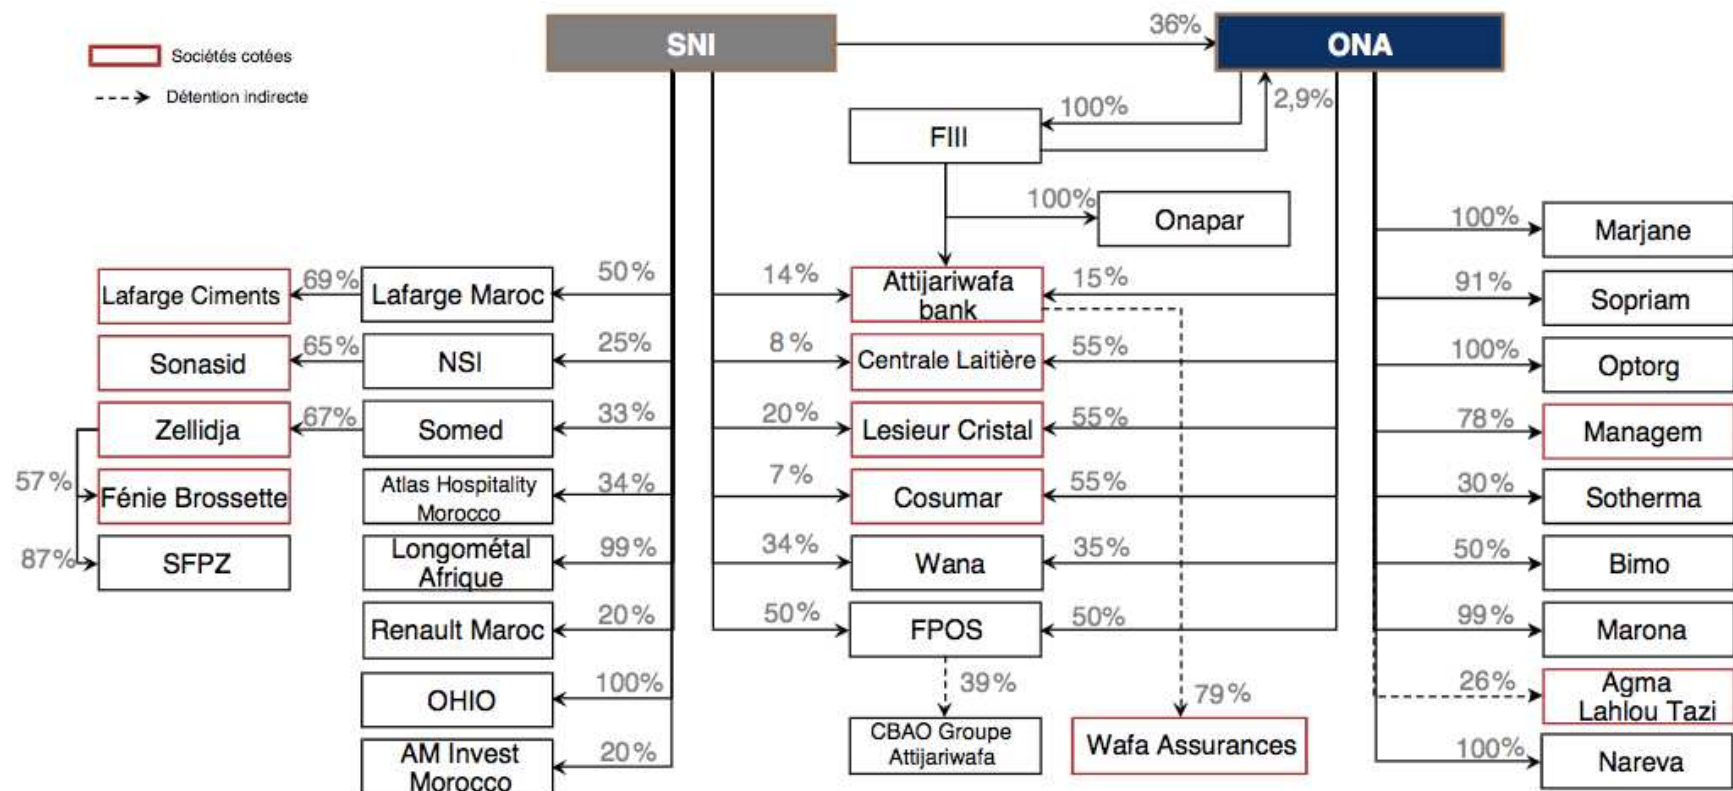 SNI
36%
ONA
Sociétés cotées
Détention indirecte
100%
2,9%
FIII
100%
Onapar
100%
Marjane
69%
50%
14%
15%
91%
Lafarge Ciments
Lafarge Maroc
Attijariwafa
bank
Sopriam
65%
25%
8%
55%
100%
Sonasid
NSI
Centrale Laitière
Optorg
67%
33%
20%
55%
78%
Zellidja
Somed
Lesieur Cristal
Managem
57%
34%
7%
55%
30%
Fénie Brossette
Atlas Hospitality
Morocco
Cosumar
Sotherma
87%
99%
34%
35%
50%
SFPZ
Longométal
Afrique
Wana
Bimo
20%
50%
50%
99%
Renault Maroc
FPOS
Marona
100%
39%
79%
26%
OHIO
Agma
Lahlou Tazi
20%
100%
AM Invest
Morocco
CBAO Groupe
Attijariwafa
Wafa Assurances
Nareva